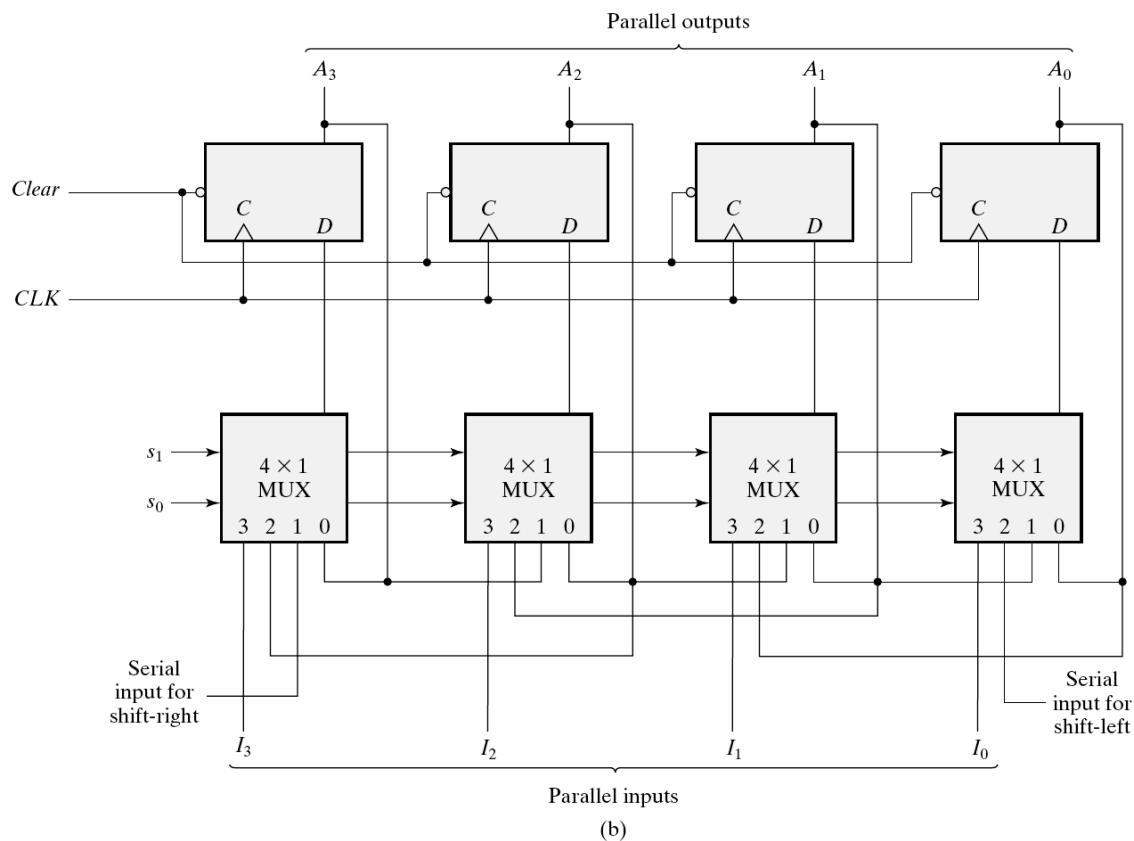 Parallel outputs
A₃ A₂ A₁ A₀
Clear
C D C D C D C D
CLK
s₁
s₀
4 × 1 MUX
4 × 1 MUX
4 × 1 MUX
4 × 1 MUX
3 2 1 0 3 2 1 0 3 2 1 0 3 2 1 0
Serial
input for
shift-right
Serial
input for
shift-left
I₃ I₂ I₁ I₀
Parallel inputs
(b)